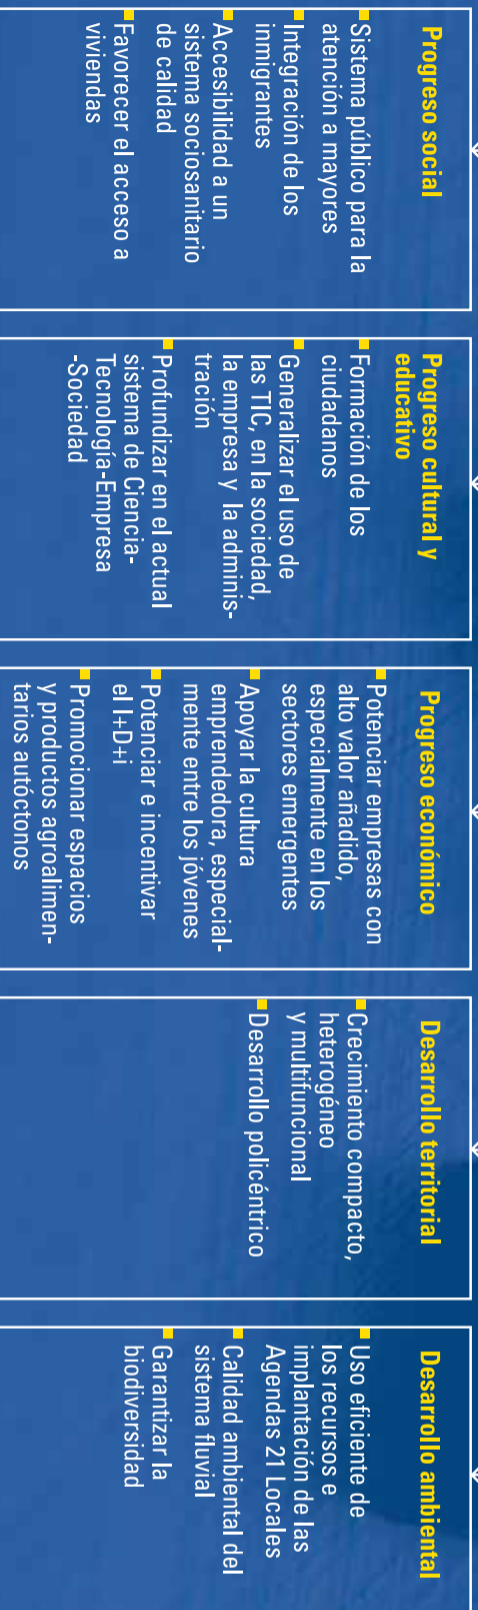 Progreso social
Sistema público para la
atención a mayores
Integración de los
inmigrantes
Accesibilidad a un
sistema sociosanitario
de calidad
Favorecer el acceso a
viviendas
Progreso cultural y
educativo
Formación de los
ciudadanos
Generalizar el uso de
las TIC, en la sociedad,
la empresa y la adminis-
tración
Profundizar en el actual
sistema de Ciencia-
Tecnología-Empresa
-Sociedad
Progreso económico
Potenciar empresas con
alto valor añadido,
especialmente en los
sectores emergentes
Apoyar la cultura
emprendedora, especial-
mente entre los jóvenes
Potenciar e incentivar
el I+D+i
Promocionar espacios
y productos agroalimen-
tarios autóctonos
Desarrollo territorial
Crecimiento compacto,
heterogéneo
y multifuncional
Desarrollo policéntrico
Desarrollo ambiental
Uso eficiente de
los recursos e
implantación de las
Agendas 21 Locales
Calidad ambiental del
sistema fluvial
Garantizar la
biodiversidad